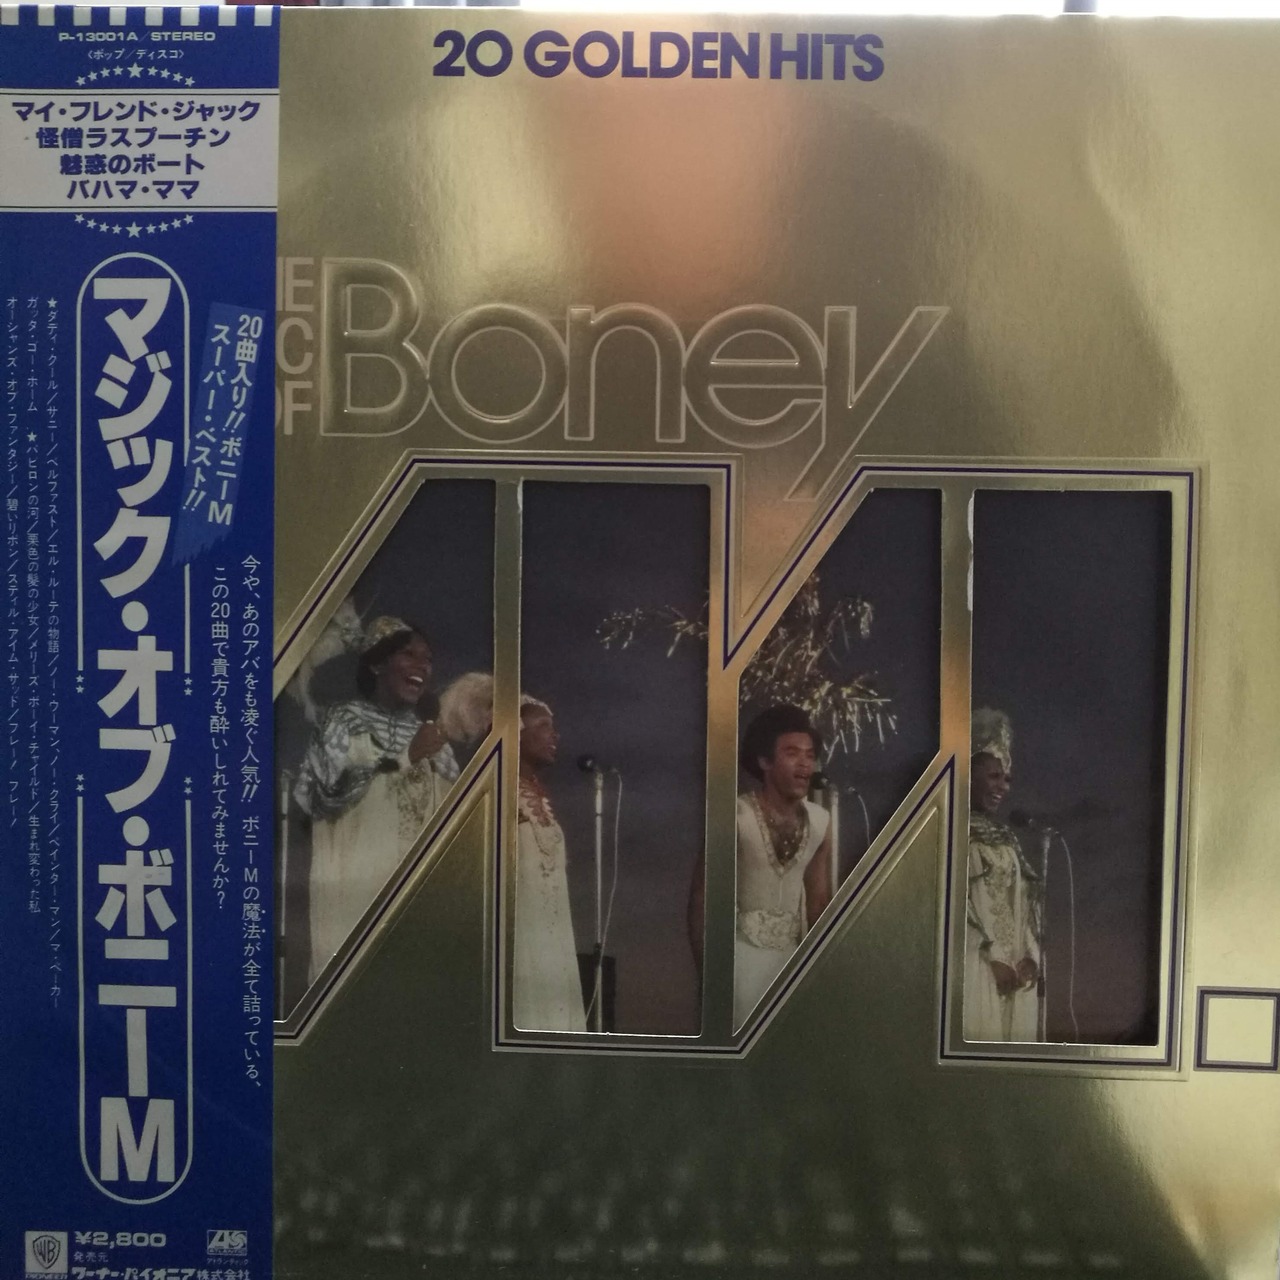 P-13001A/STEREO
〈ポップ/ディスコ〉
マイ・フレンド・ジャック
怪僧ラスプーチン
魅惑のボート
バハマ・ママ
20曲入り!!ボニーM
スーパー・ベスト!!
マジック・オブ・ボニーM
今や、あのアバをも凌ぐ人気!! ボニーMの魔法が全て詰っている、
この20曲で貴方も酔いしれてみませんか?
★ダディ・クール/サニー/ベルファスト/エル・ルーテの物語/ノー・ウーマン、ノー・クライ/ペインター・マン/マ・ベーカー
ガッタ・ゴー・ホーム ★バビロンの河/栗色の髪の少女/メリーズ・ボーイ・チャイルド/生まれ変わった私
オーシャンズ・オブ・ファンタジー/碧いリボン/スティル・アイム・サッド/フレー! フレー!
WB
PIONEER
¥2,800
発売元
ワーナー・パイオニア株式会社
ATLANTIC
アトランティック
20 GOLDEN HITS
OF
Boney
M.